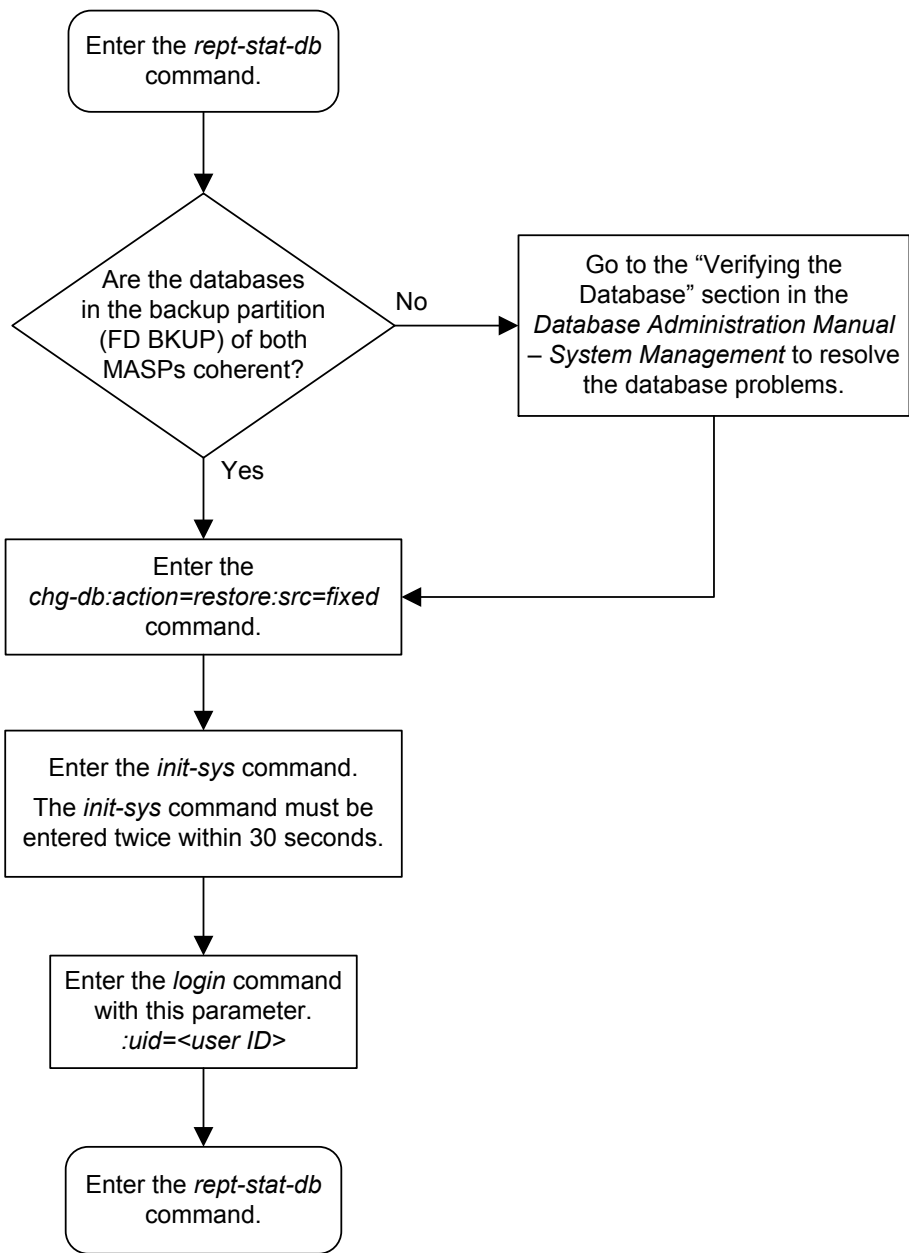 Enter the rept-stat-db
command.
Are the databases
in the backup partition
(FD BKUP) of both
MASPs coherent?
No
Go to the “Verifying the
Database” section in the
Database Administration Manual
– System Management to resolve
the database problems.
Yes
Enter the
chg-db:action=restore:src=fixed
command.
Enter the init-sys command.
The init-sys command must be
entered twice within 30 seconds.
Enter the login command
with this parameter.
:uid=<user ID>
Enter the rept-stat-db
command.